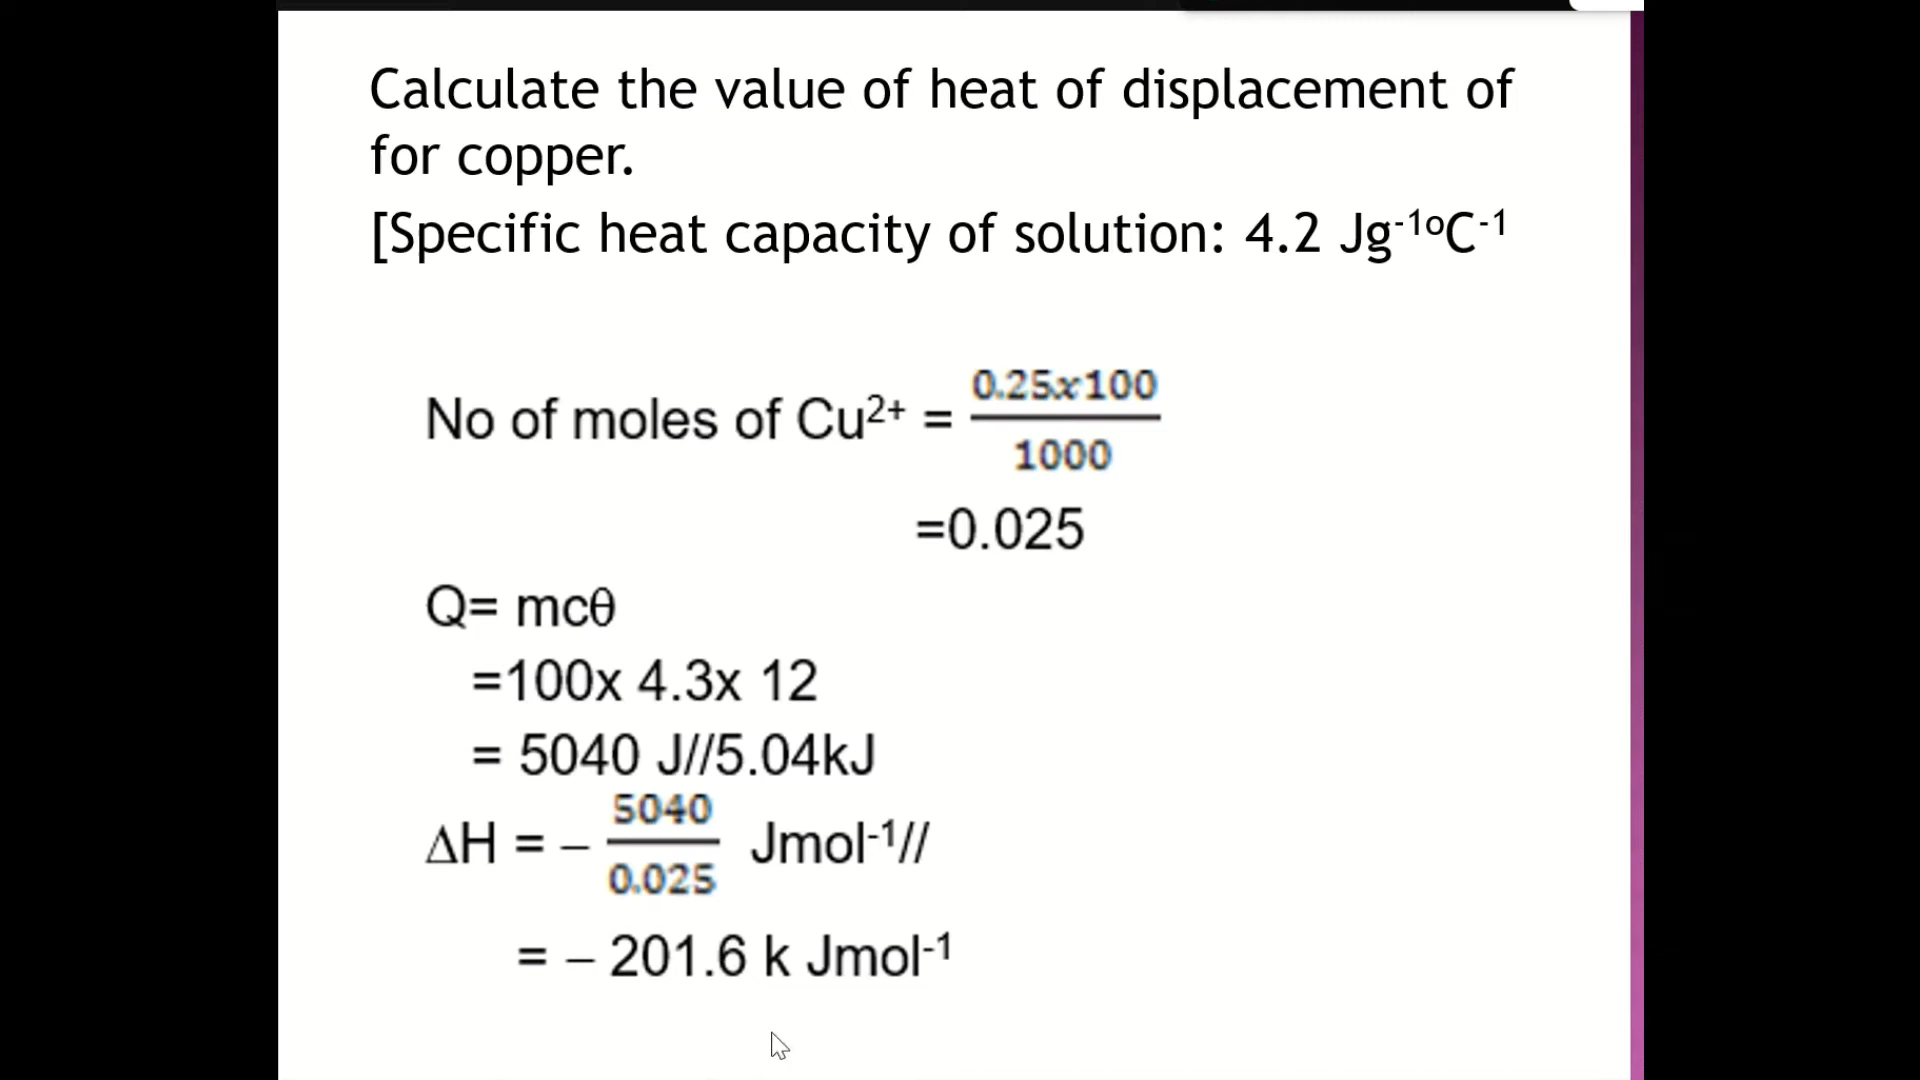 Calculate the value of heat of displacement of
for copper.
[Specific heat capacity of solution: 4.2 Jg⁻¹ᵒC⁻¹
No of moles of Cu²⁺ = 0.25x100
1000
=0.025
Q= mcθ
=100x 4.3x 12
= 5040 J//5.04kJ
ΔH = – 5040 Jmol⁻¹//
0.025
= – 201.6 k Jmol⁻¹